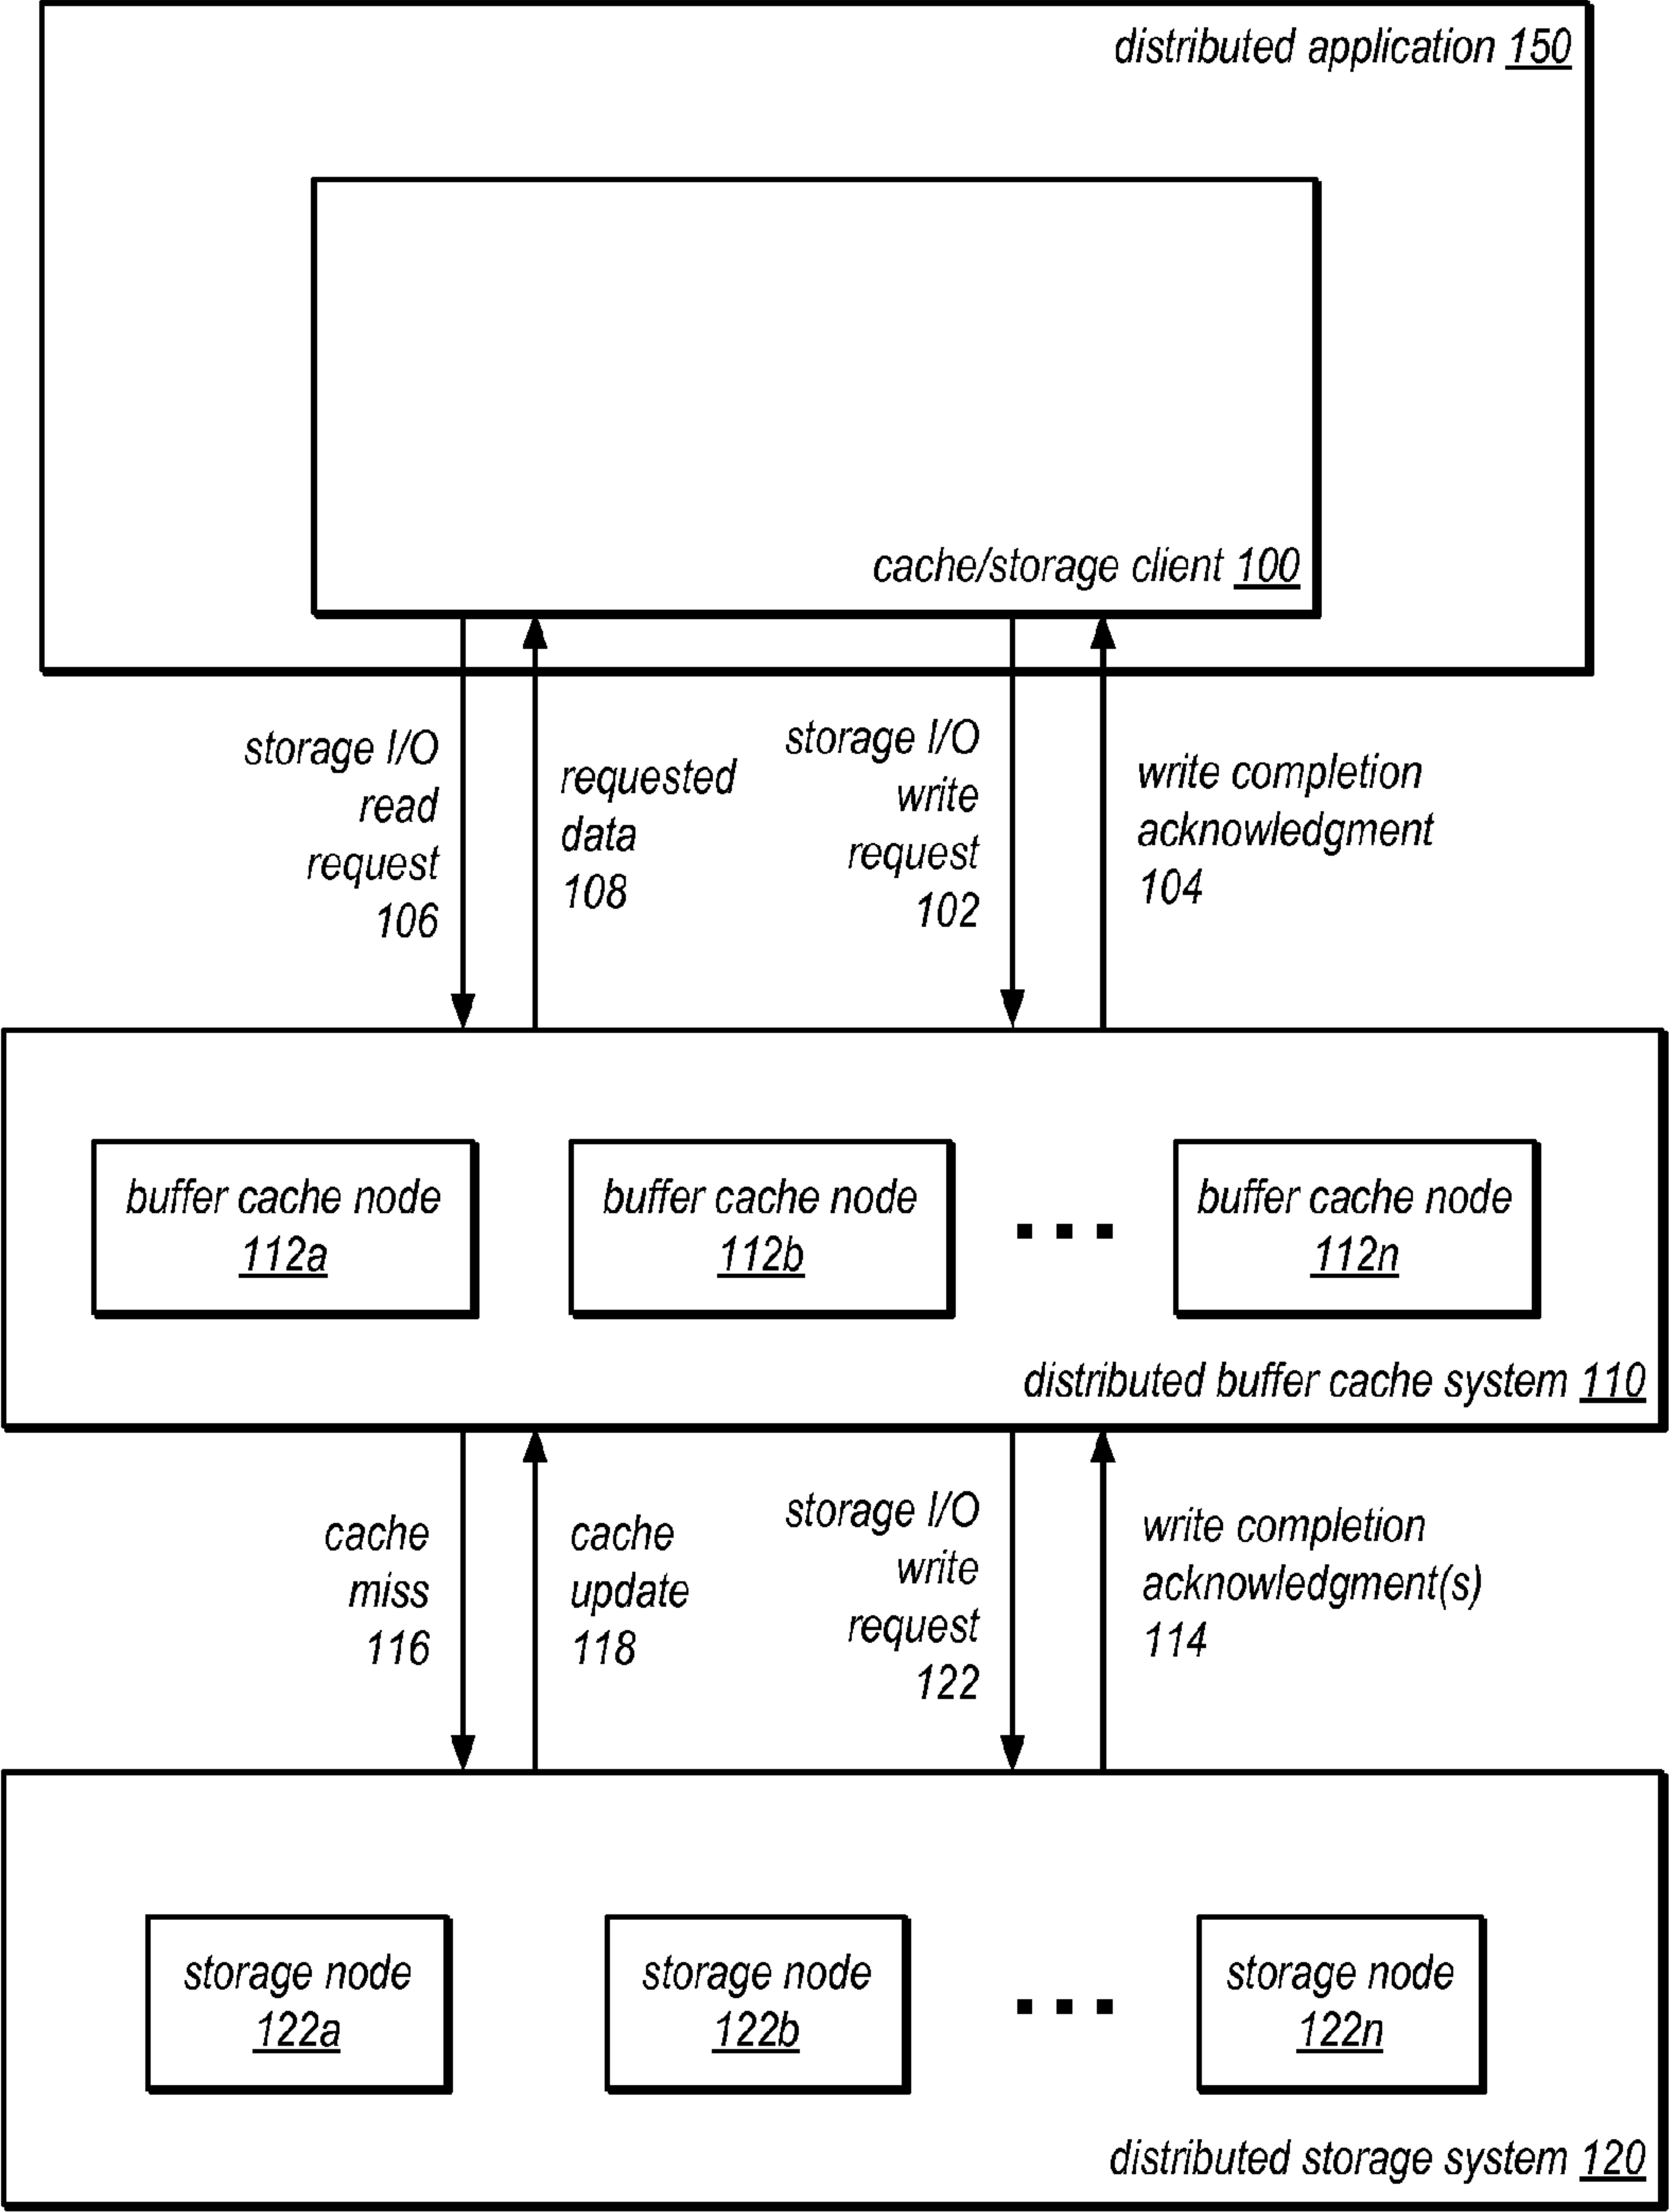 distributed application 150
cache/storage client 100
storage I/O
read
request
106
requested
data
108
storage I/O
write
request
102
write completion
acknowledgment
104
buffer cache node
112a
buffer cache node
112b
buffer cache node
112n
distributed buffer cache system 110
cache
miss
116
cache
update
118
storage I/O
write
request
122
write completion
acknowledgment(s)
114
storage node
122a
storage node
122b
storage node
122n
distributed storage system 120